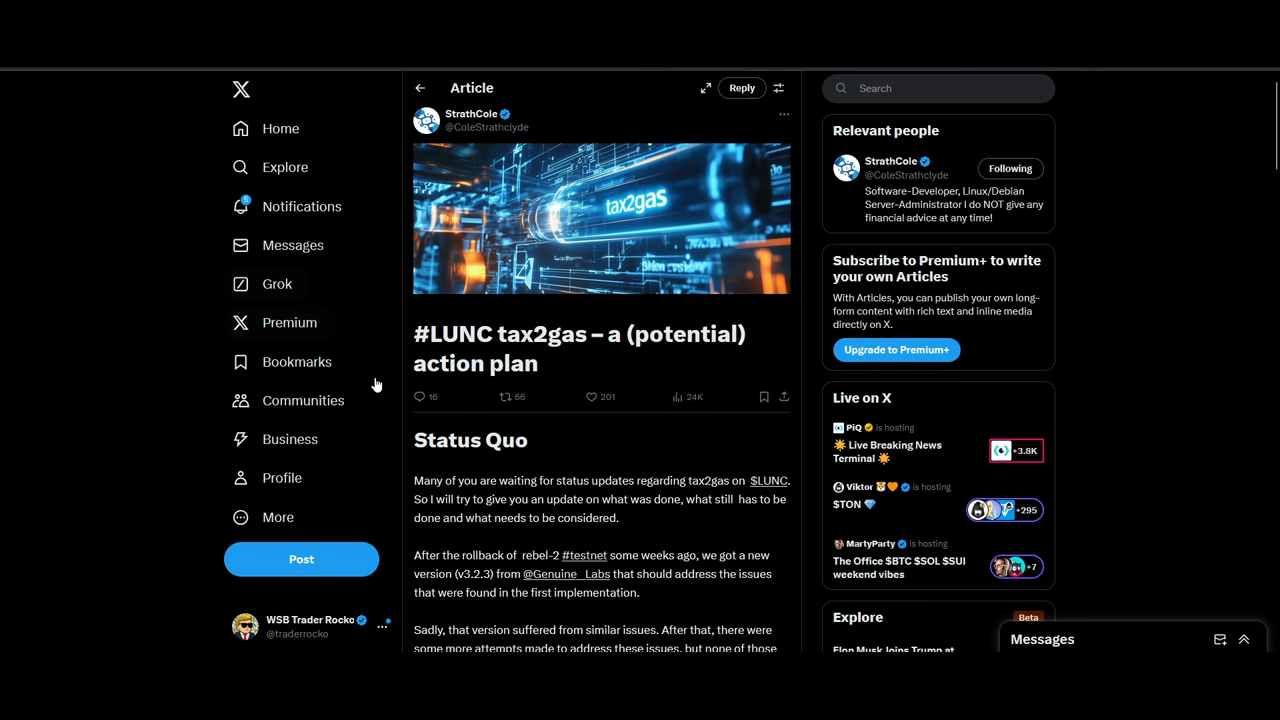 Home
Explore
5
Notifications
Messages
Grok
Premium
Bookmarks
Communities
Business
Profile
More
Post
WSB Trader Rocko
@traderrocko
Article
Reply
StrathCole
@ColeStrathclyde
tax2gas
#LUNC tax2gas – a (potential)
action plan
16
66
201
24K
Status Quo
Many of you are waiting for status updates regarding tax2gas on $LUNC.
So I will try to give you an update on what was done, what still has to be
done and what needs to be considered.
After the rollback of rebel-2 #testnet some weeks ago, we got a new
version (v3.2.3) from @Genuine_Labs that should address the issues
that were found in the first implementation.
Sadly, that version suffered from similar issues. After that, there were
some more attempts made to address these issues, but none of those
Search
Relevant people
StrathCole
@ColeStrathclyde
Following
Software-Developer, Linux/Debian
Server-Administrator I do NOT give any
financial advice at any time!
Subscribe to Premium+ to write
your own Articles
With Articles, you can publish your own long-
form content with rich text and inline media
directly on X.
Upgrade to Premium+
Live on X
PiQ is hosting
🌟 Live Breaking News
Terminal 🌟
+3.8K
Viktor 🐯🧡 is hosting
$TON 💎
+295
MartyParty is hosting
The Office $BTC $SOL $SUI
weekend vibes
+7
Explore
Beta
Elon Musk Joins Trump at
Messages